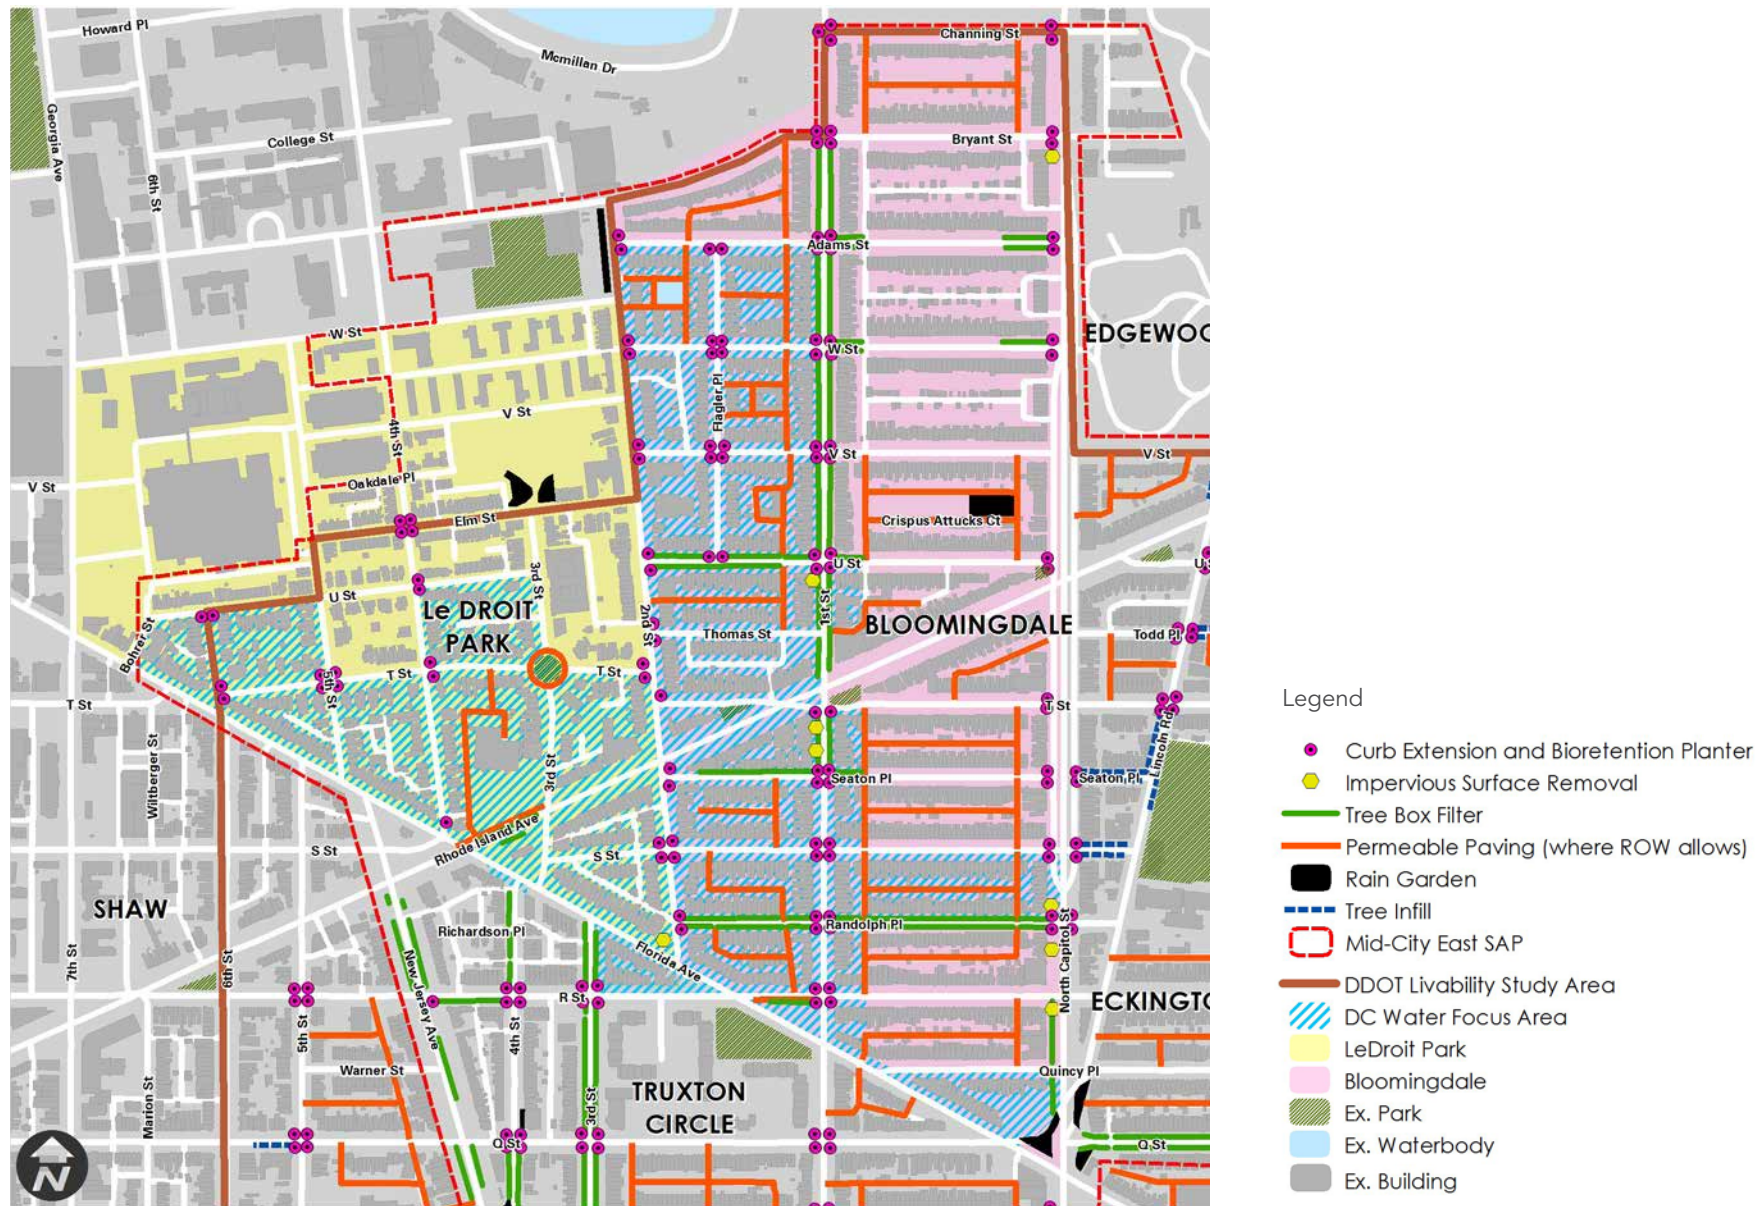 Howard Pl
Mcmillan Dr
Channing St
Georgia Ave
College St
Bryant St
6th St
Adams St
EDGEWOO
W St
W St
Flagler Pl
V St
4th St
V St
V St
V St
Oakdale Pl
Elm St
Crispus Attucks Ct
U St
U
3rd St
U St
Le DROIT
PARK
2nd St
1st St
BLOOMINGDALE
Thomas St
Todd Pl
Bohrer St
T St
T St
5th St
T St
T St
Lincoln Rd
Wiltberger St
3rd St
Seaton Pl
Seaton Pl
Rhode Island Ave
S St
S St
SHAW
Richardson Pl
Randolph Pl
Florida Ave
7th St
6th St
New Jersey Ave
North Capitol St
R St
ECKINGTO
5th St
4th St
Warner St
Quincy Pl
Marion St
3rd St
TRUXTON
CIRCLE
Q St
Q St
N
Legend
Curb Extension and Bioretention Planter
Impervious Surface Removal
Tree Box Filter
Permeable Paving (where ROW allows)
Rain Garden
Tree Infill
Mid-City East SAP
DDOT Livability Study Area
DC Water Focus Area
LeDroit Park
Bloomingdale
Ex. Park
Ex. Waterbody
Ex. Building